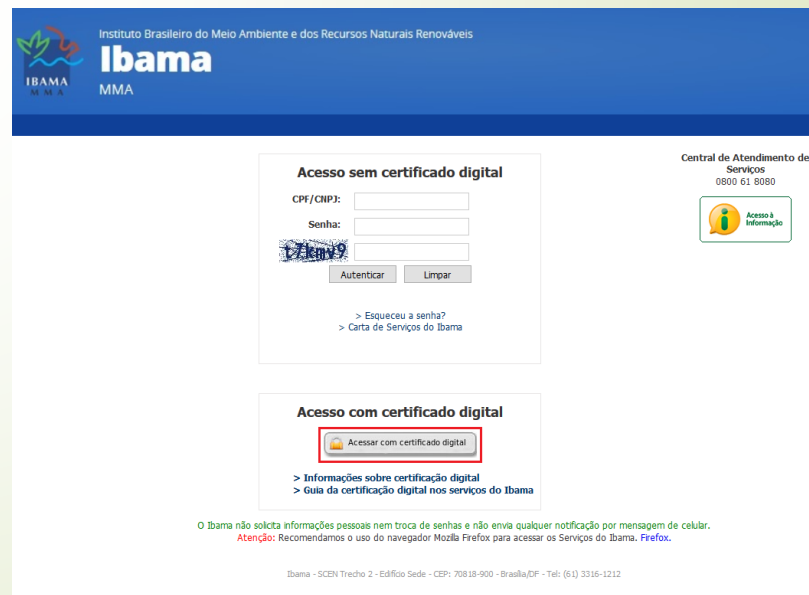 Instituto Brasileiro do Meio Ambiente e dos Recursos Naturais Renováveis
Ibama
MMA
IBAMA
M M A
Acesso sem certificado digital
CPF/CNPJ:
Senha:
t7kmv9
Autenticar
Limpar
> Esqueceu a senha?
> Carta de Serviços do Ibama
Central de Atendimento de
Serviços
0800 61 8080
Acesso à
Informação
Acesso com certificado digital
Acessar com certificado digital
> Informações sobre certificação digital
> Guia da certificação digital nos serviços do Ibama
O Ibama não solicita informações pessoais nem troca de senhas e não envia qualquer notificação por mensagem de celular.
Atenção: Recomendamos o uso do navegador Mozilla Firefox para acessar os Serviços do Ibama. Firefox.
Ibama - SCEN Trecho 2 - Edifício Sede - CEP: 70818-900 - Brasília/DF - Tel: (61) 3316-1212